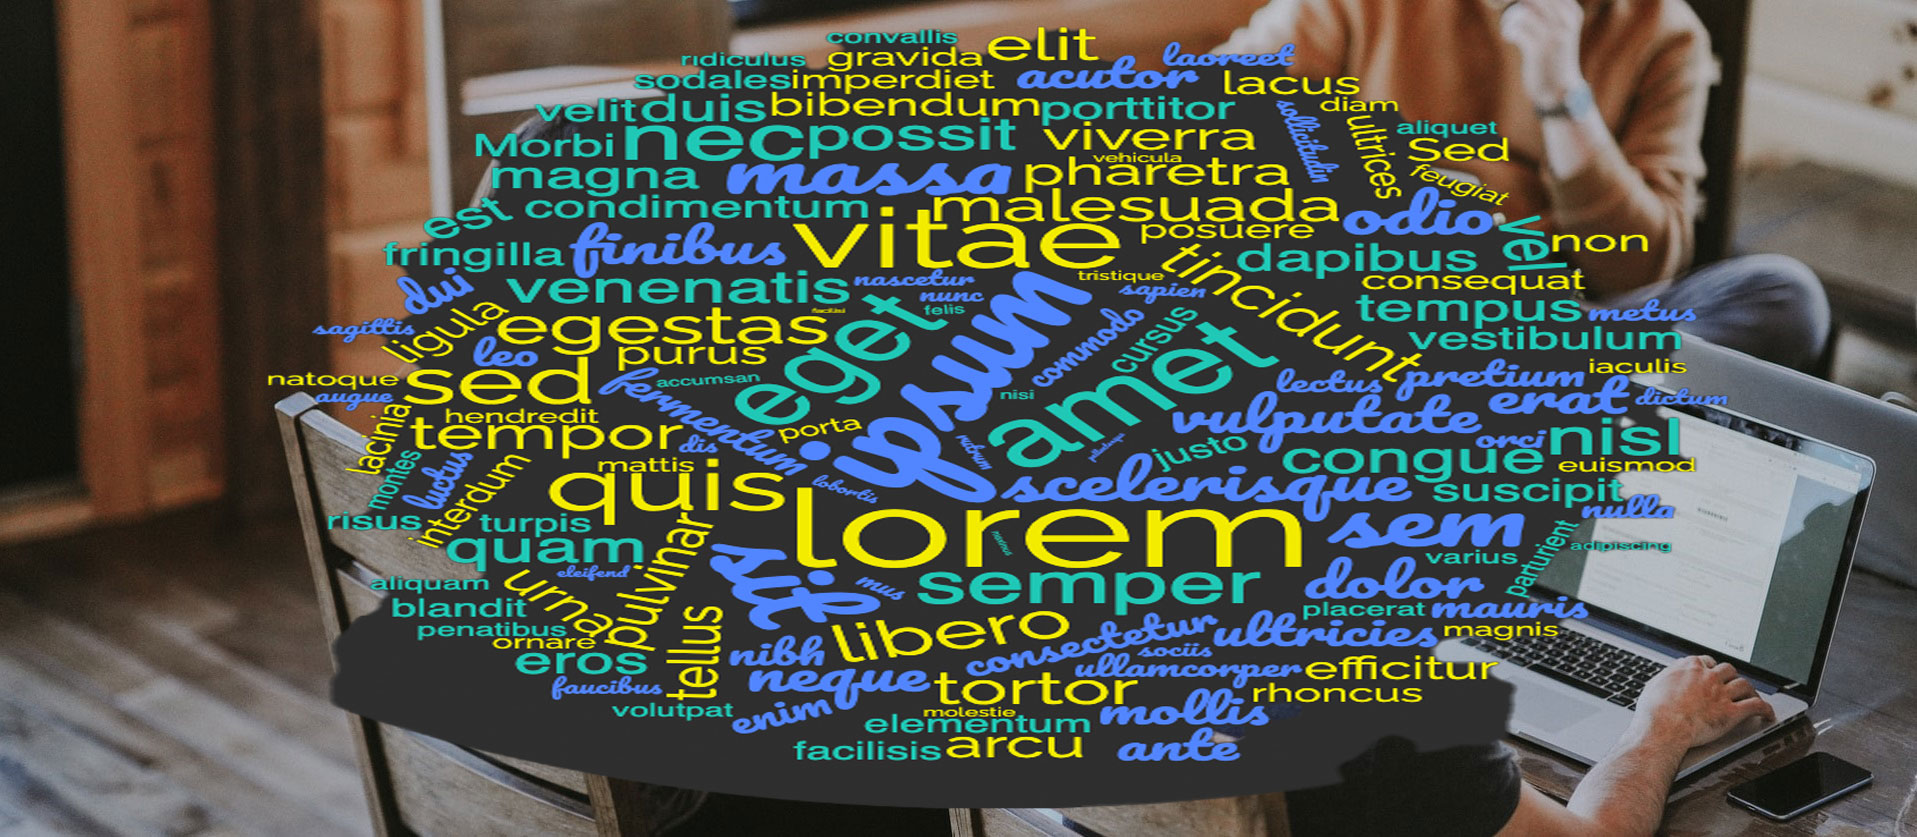 convallis
ridiculus gravida elit laoreet
sodales imperdiet acutor lacus
velit duis bibendum porttitor diam
sollicitudin ultrices aliquet
Morbi nec possit viverra Sed
vehicula
magna massa pharetra feugiat
est condimentum malesuada odio vel
fringilla finibus vitae posuere non
tincidunt dapibus
dui venenatis nascetur tristique consequat
nunc sapien
sagittis ligula egestas facilisi felis tempus metus
leo purus eget ipsum commodo cursus vestibulum
natoque sed accumsan nisi amet iaculis
augue fermentum lectus pretium erat dictum
lacinia hendredit vulputate
tempor dis porta rutrum justo orci nisl
montes luctus interdum mattis congue euismod
quis lobortis scelerisque suscipit
risus turpis lorem sem nulla
quam pulvinar varius parturient adipiscing
aliquam urna eleifend sit mus semper dolor
blandit placerat mauris
penatibus ornare tellus libero consectetur ultricies magnis
eros nibh sociis
faucibus neque ullamcorper efficitur
volutpat enim tortor rhoncus
molestie mollis
elementum
facilisis arcu ante